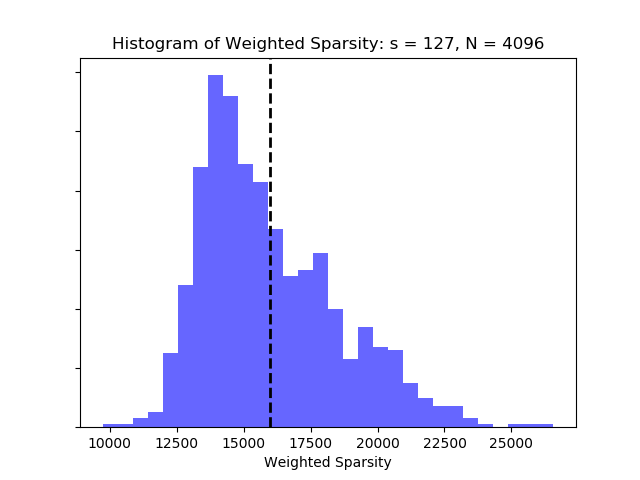 Histogram of Weighted Sparsity: s = 127, N = 4096
10000 12500 15000 17500 20000 22500 25000
Weighted Sparsity